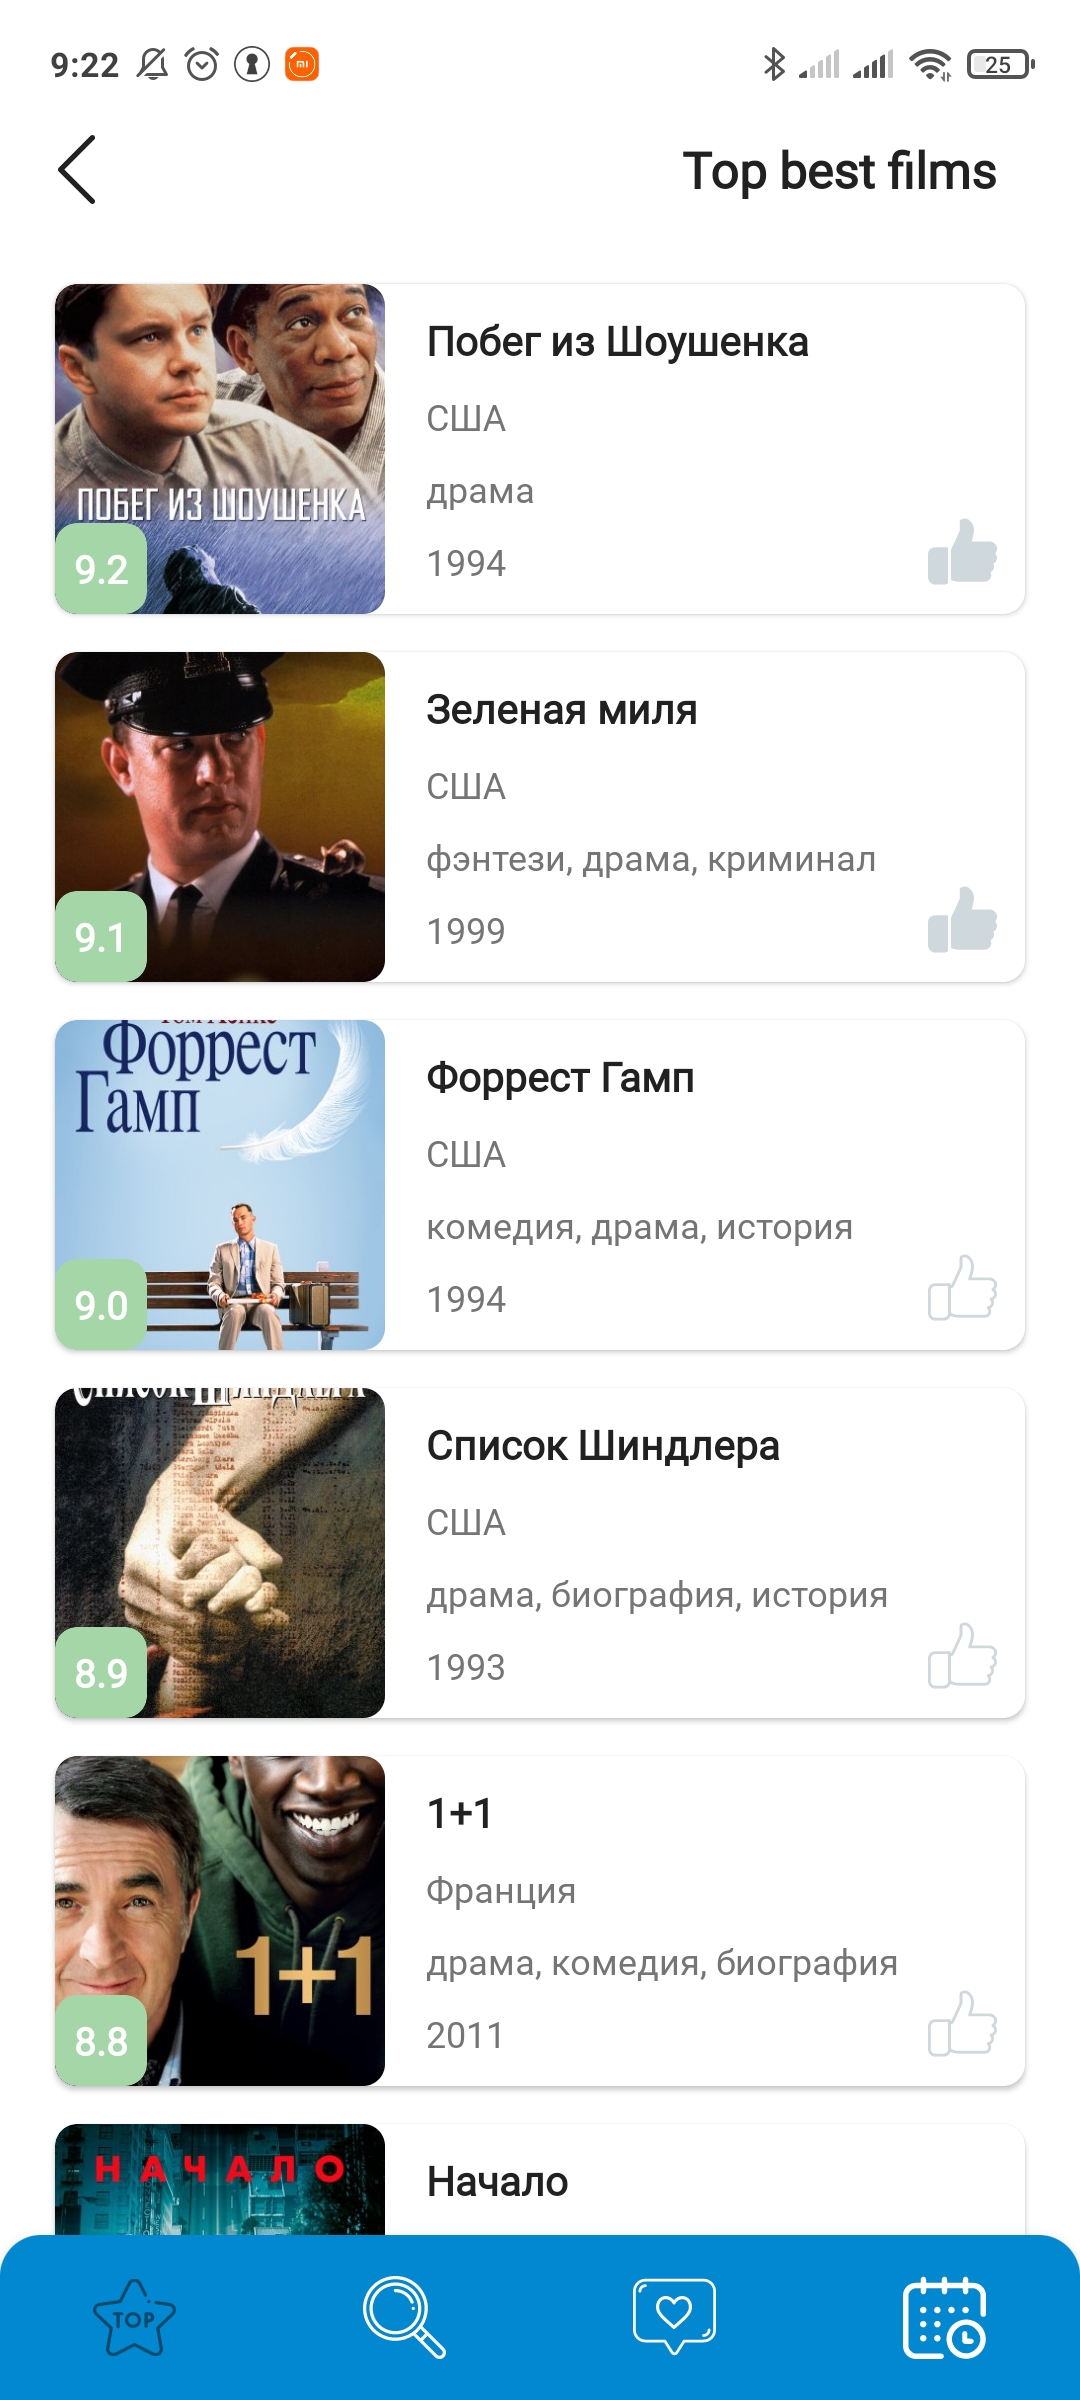 9:22
25
Top best films
ПОБЕГ ИЗ ШОУШЕНКА
9.2
Побег из Шоушенка
США
драма
1994
9.1
Зеленая миля
США
фэнтези, драма, криминал
1999
Форрест
Гамп
9.0
Форрест Гамп
США
комедия, драма, история
1994
8.9
Список Шиндлера
США
драма, биография, история
1993
1+1
8.8
1+1
Франция
драма, комедия, биография
2011
НАЧАЛО
Начало
TOP